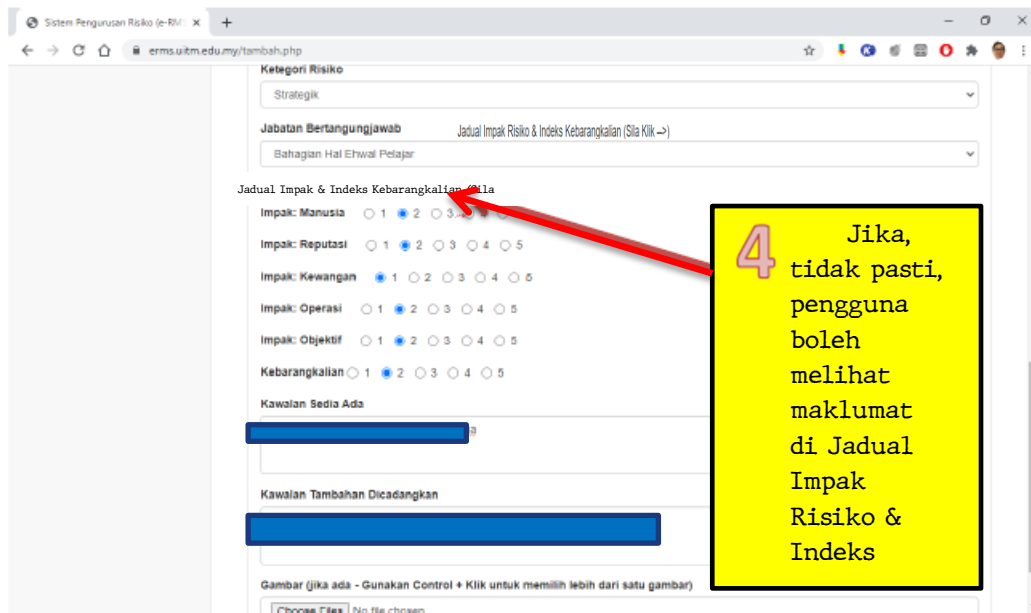 Sistem Pengurusan Risiko (e-RM
erms.uitm.edu.my/tambah.php
Ketegori Risiko
Strategik
Jabatan Bertangungjawab
Jadual Impak Risiko & Indeks Kebarangkalian (Sila Klik -->)
Bahagian Hal Ehwal Pelajar
Jadual Impak & Indeks Kebarangkalian (Sila
Impak: Manusia 1 2 3
Impak: Reputasi 1 2 3 4 5
Impak: Kewangan 1 2 3 4 5
Impak: Operasi 1 2 3 4 5
Impak: Objektif 1 2 3 4 5
Kebarangkalian 1 2 3 4 5
Kawalan Sedia Ada
Kawalan Tambahan Dicadangkan
Gambar (jika ada - Gunakan Control + Klik untuk memilih lebih dari satu gambar)
Choose Files No file chosen
4 Jika,
tidak pasti,
pengguna
boleh
melihat
maklumat
di Jadual
Impak
Risiko &
Indeks